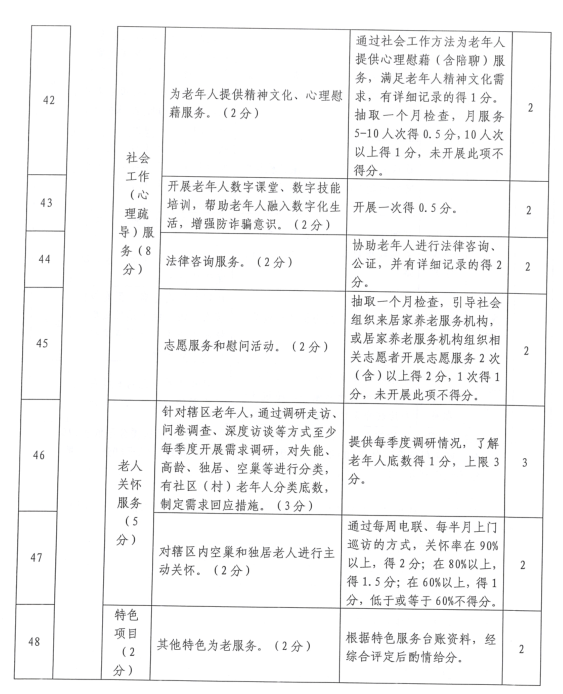 42
社会
工作
（心
理疏
导）服
务（8
分）
为老年人提供精神文化、心理慰
藉服务。（2分）
通过社会工作方法为老年人
提供心理慰藉（含陪聊）服
务，满足老年人精神文化需
求，有详细记录的得1分。
抽取一个月检查，月服务
5-10人次得0.5分，10人次
以上得1分，未开展此项不
得分。
2
43
开展老年人数字课堂、数字技能
培训，帮助老年人融入数字化生
活，增强防诈骗意识。（2分）
开展一次得0.5分。
2
44
法律咨询服务。（2分）
协助老年人进行法律咨询、
公证，并有详细记录的得2
分。
2
45
志愿服务和慰问活动。（2分）
抽取一个月检查，引导社会
组织来居家养老服务机构，
或居家养老服务机构组织相
关志愿者开展志愿服务2次
（含）以上得2分，1次得1
分，未开展此项不得分。
2
46
老人
关怀
服务
（5
分）
针对辖区老年人，通过调研走访、
问卷调查、深度访谈等方式至少
每季度开展需求调研，对失能、
高龄、独居、空巢等进行分类，
有社区（村）老年人分类底数，
制定需求回应措施。（3分）
提供每季度调研情况，了解
老年人底数得1分，上限3
分。
3
47
对辖区内空巢和独居老人进行主
动关怀。（2分）
通过每周电联、每半月上门
巡访的方式，关怀率在90%
以上，得2分；在80%以上，
得1.5分；在60%以上，得1
分，低于或等于60%不得分。
2
48
特色
项目
（2
分）
其他特色为老服务。（2分）
根据特色服务台账资料，经
综合评定后酌情给分。
2